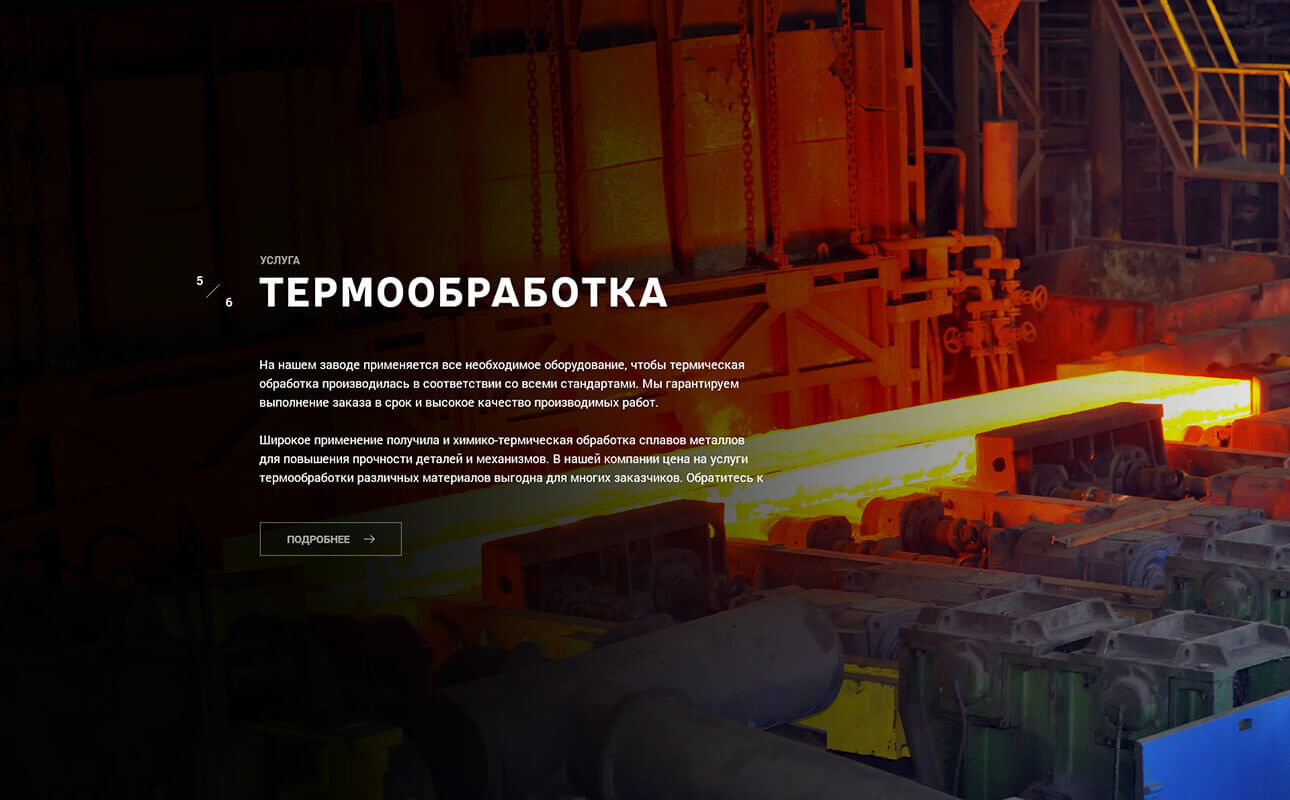 УСЛУГА
5
6
ТЕРМООБРАБОТКА
На нашем заводе применяется все необходимое оборудование, чтобы термическая
обработка производилась в соответствии со всеми стандартами. Мы гарантируем
выполнение заказа в срок и высокое качество производимых работ.
Широкое применение получила и химико-термическая обработка сплавов металлов
для повышения прочности деталей и механизмов. В нашей компании цена на услуги
термообработки различных материалов выгодна для многих заказчиков. Обратитесь к
ПОДРОБНЕЕ →